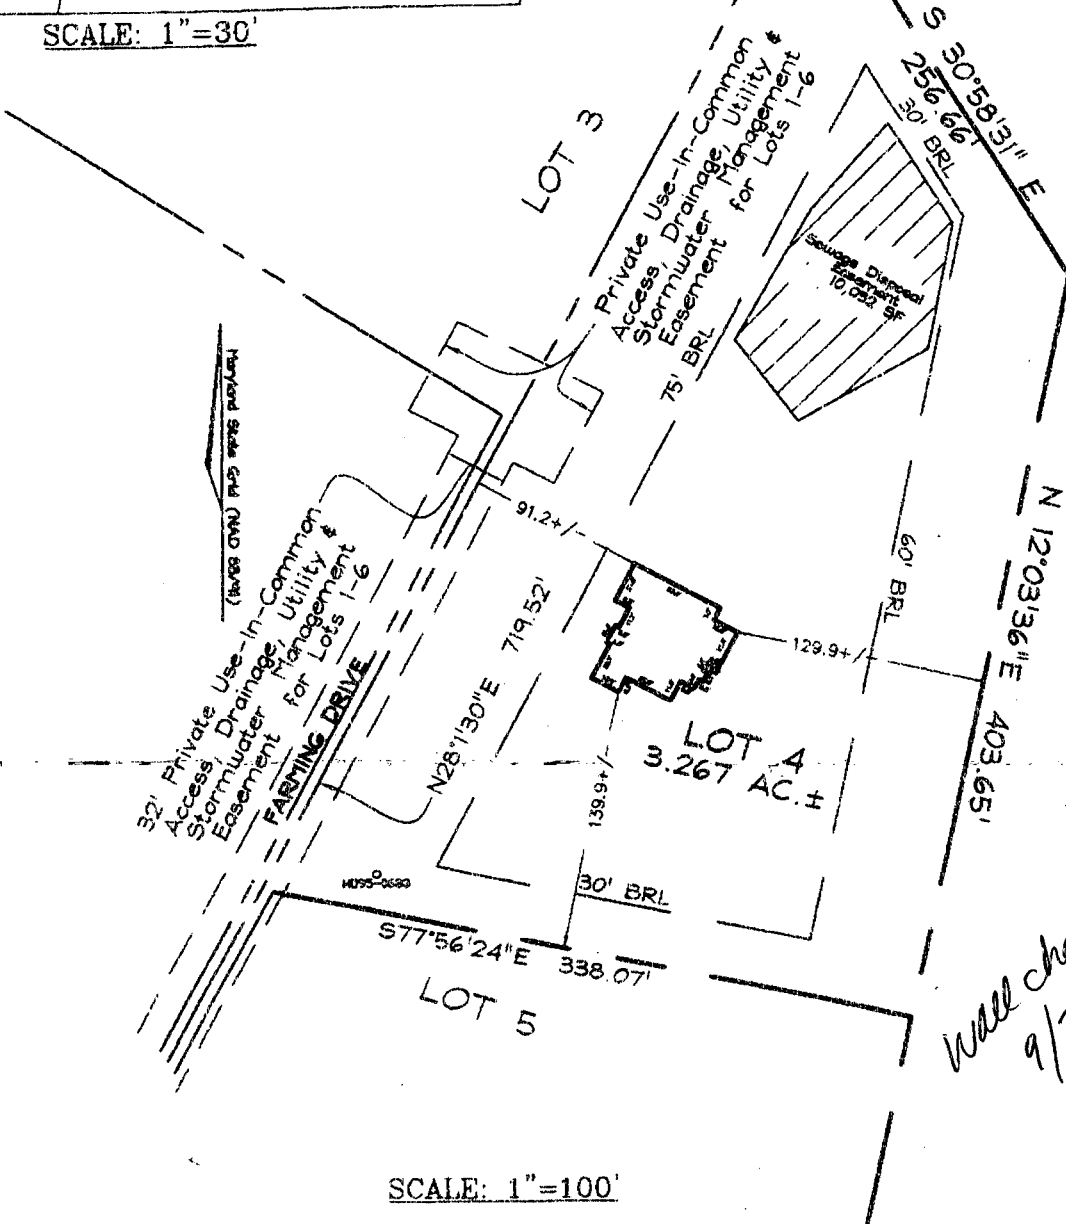 SCALE: 1"=30'
S 30°58'31" E
256.66'
30' BRL
LOT 3
Private Use-In-Common
Access, Drainage, Utility &
Stormwater Management
Easement for Lots 1-6
75' BRL
Sewage Disposal
Easement
10,032 SF
Maryland State Grid (NAD
91.2+/-
N 12°03'36" E 403.65'
60' BRL
129.9+/-
32' Private Use-In-Common
Access, Drainage, Utility &
Stormwater Management
Easement for Lots 1-6
FARMING DRIVE
N28°1'30"E 719.52'
LOT 4
3.267 AC.±
139.9+/-
30' BRL
S77°56'24"E 338.07'
LOT 5
Wall
9/
SCALE: 1"=100'